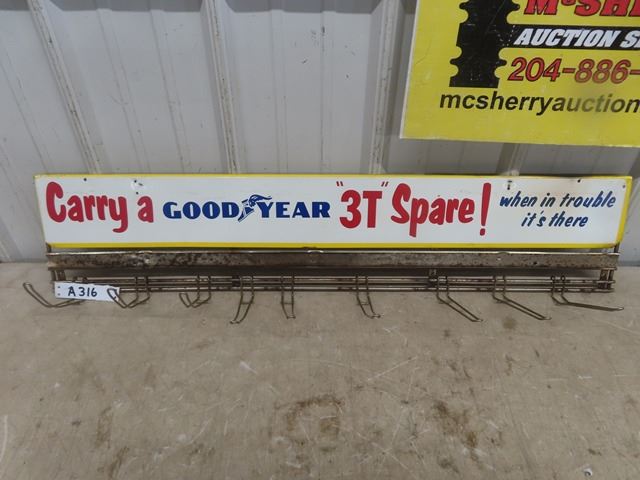 AUCTION
204-886-
mcsherryauction
Carry a GOODYEAR "3T" Spare! when in trouble
it's there
A316